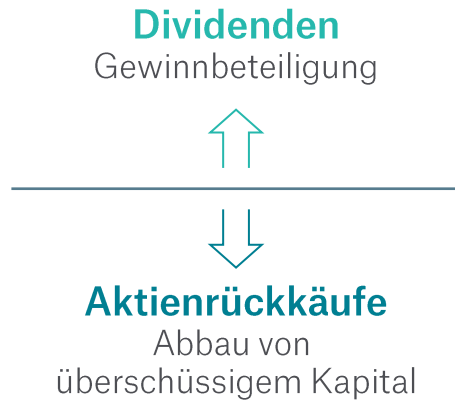 Dividenden
Gewinnbeteiligung
Aktienrückkäufe
Abbau von
überschüssigem Kapital